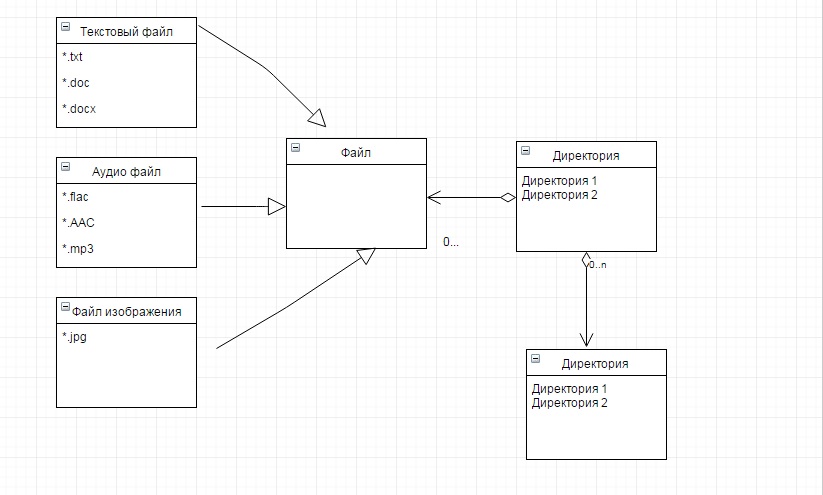 Текстовый файл
*.txt
*.doc
*.docx
Аудио файл
*.flac
*.AAC
*.mp3
Файл изображения
*.jpg
Файл
0...
Директория
Директория 1
Директория 2
0..n
Директория
Директория 1
Директория 2